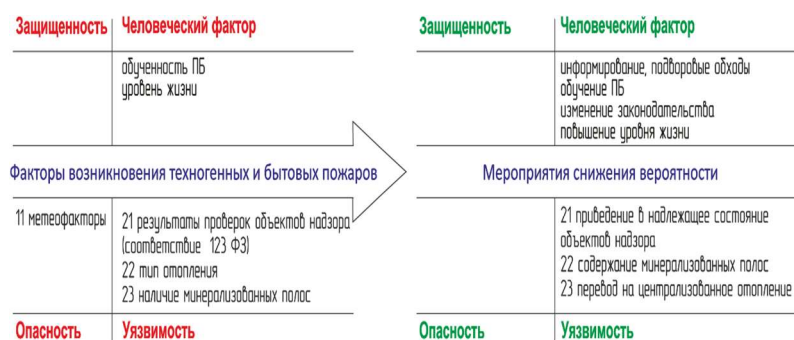 Защищенность Человеческий фактор
обученность ПБ
уровень жизни
Факторы возникновения техногенных и бытовых пожаров
11 метеофакторы
21 результаты проверок объектов надзора
(соответствие 123 ФЗ)
22 тип отопления
23 наличие минерализованных полос
Опасность Уязвимость
Защищенность Человеческий фактор
информирование, подворовые обходы
обучение ПБ
изменение законодательства
повышение уровня жизни
Мероприятия снижения вероятности
21 приведение в надлежащее состояние
объектов надзора
22 содержание минерализованных полос
23 перевод на централизованное отопление
Опасность Уязвимость